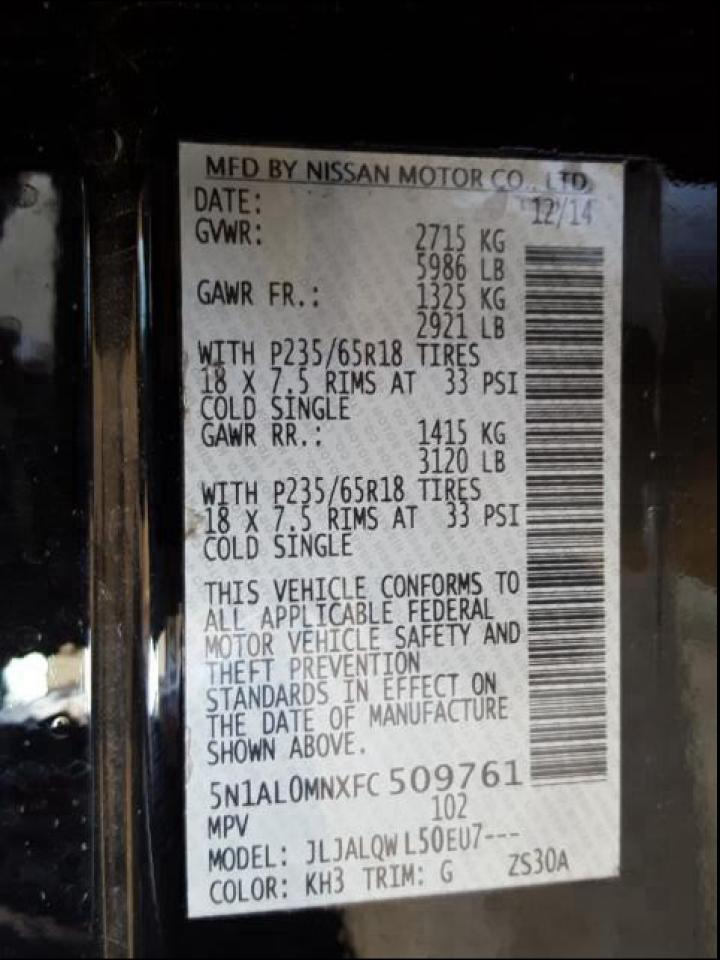 MFD BY NISSAN MOTOR CO., LTD.
DATE: 12/14
GVWR: 2715 KG
5986 LB
GAWR FR.: 1325 KG
2921 LB
WITH P235/65R18 TIRES
18 X 7.5 RIMS AT 33 PSI
COLD SINGLE
GAWR RR.: 1415 KG
3120 LB
WITH P235/65R18 TIRES
18 X 7.5 RIMS AT 33 PSI
COLD SINGLE
THIS VEHICLE CONFORMS TO
ALL APPLICABLE FEDERAL
MOTOR VEHICLE SAFETY AND
THEFT PREVENTION
STANDARDS IN EFFECT ON
THE DATE OF MANUFACTURE
SHOWN ABOVE.
5N1AL0MNXFC 509761
MPV 102
MODEL: JLJALQW L50EU7---
COLOR: KH3 TRIM: G ZS30A